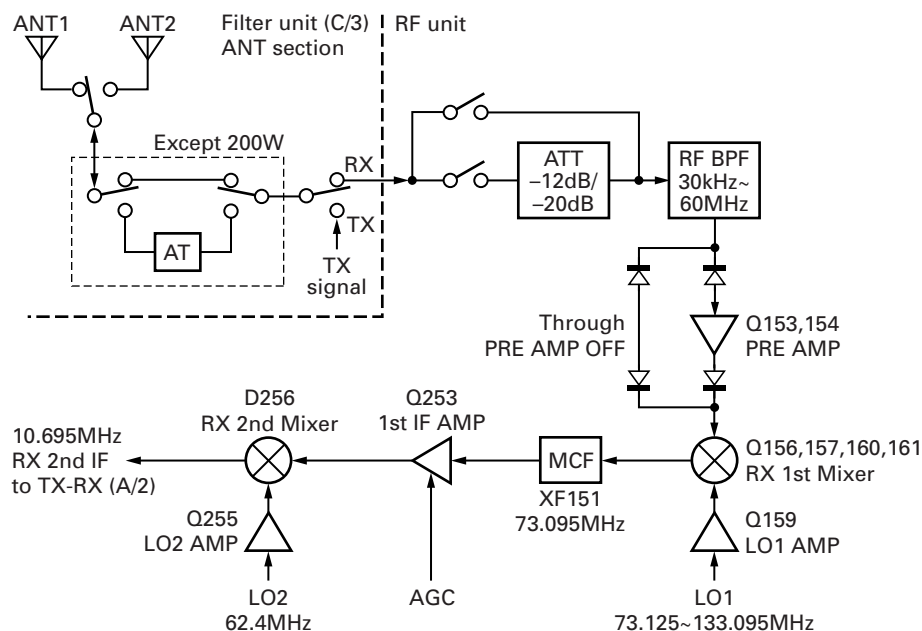 ANT1
ANT2
Filter unit (C/3)
ANT section
RF unit
Except 200W
RX
TX
TX
signal
AT
ATT
–12dB/
–20dB
RF BPF
30kHz~
60MHz
Through
PRE AMP OFF
Q153,154
PRE AMP
D256
RX 2nd Mixer
Q253
1st IF AMP
10.695MHz
RX 2nd IF
to TX-RX (A/2)
MCF
XF151
73.095MHz
Q156,157,160,161
RX 1st Mixer
Q255
LO2 AMP
Q159
LO1 AMP
LO2
62.4MHz
AGC
LO1
73.125~133.095MHz